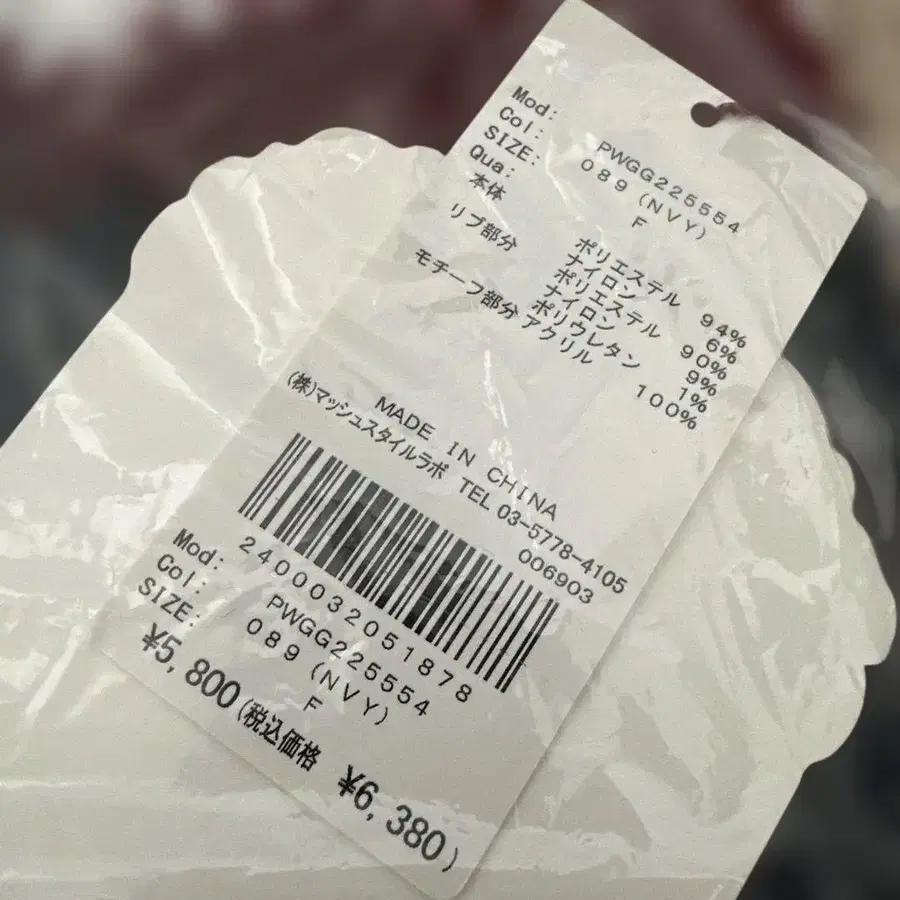 Mod: PWGG225554
Col: 089 (NVY)
SIZE: F
Qua:
本体 ポリエステル 94%
ナイロン 6%
リブ部分 ポリエステル 90%
ナイロン 9%
ポリウレタン 1%
モチーフ部分 アクリル 100%
MADE IN CHINA
(株)マッシュスタイルラボ TEL 03-5778-4105
006903
2400032051878
Mod: PWGG225554
Col: 089 (NVY)
SIZE: F
¥5,800(税込価格 ¥6,380)